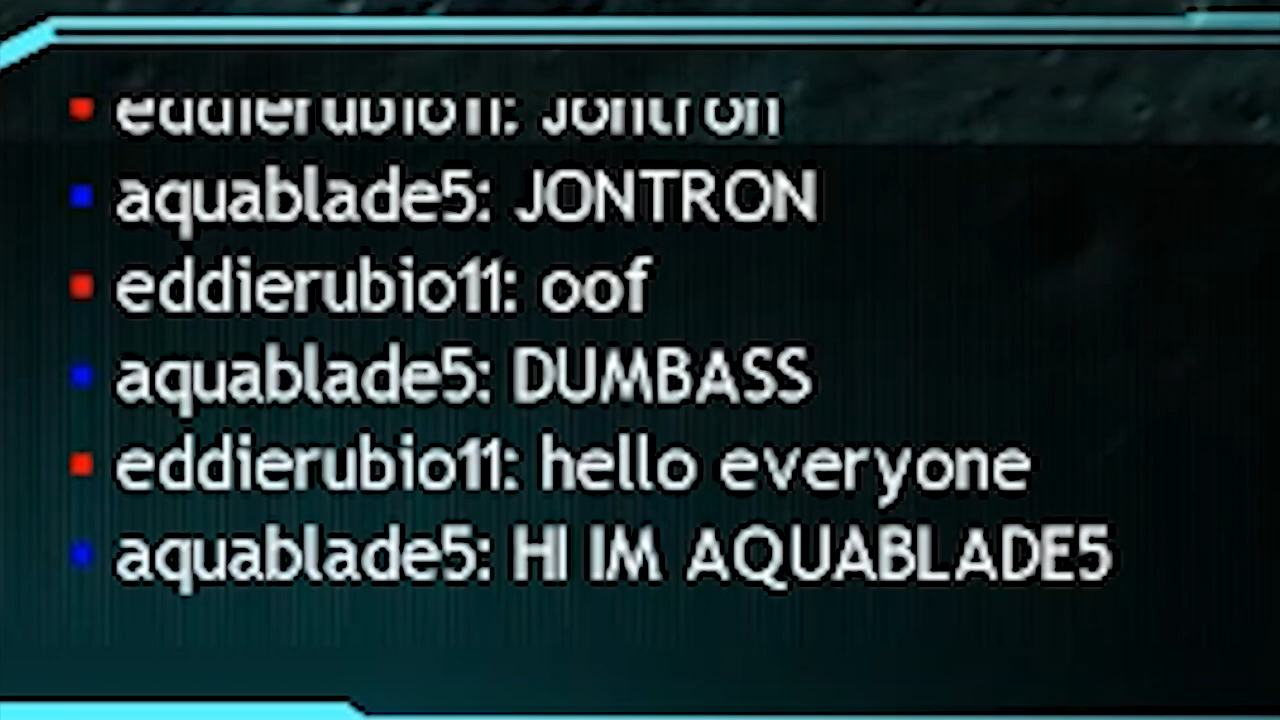 eddierubio11: Jontron
aquablade5: JONTRON
eddierubio11: oof
aquablade5: DUMBASS
eddierubio11: hello everyone
aquablade5: HI IM AQUABLADE5